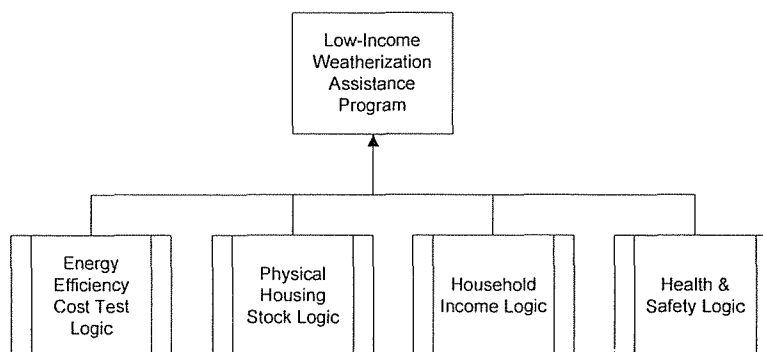 Low-Income
Weatherization
Assistance
Program
Energy
Efficiency
Cost Test
Logic
Physical
Housing
Stock Logic
Household
Income Logic
Health &
Safety Logic